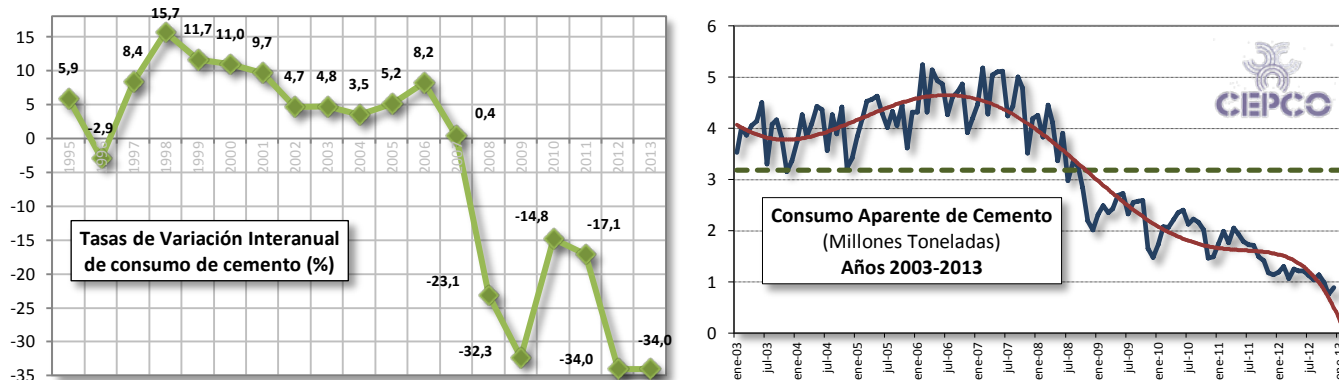 15
10
5
0
-5
-10
-15
-20
-25
-30
-35
5,9
-2,9
8,4
15,7
11,7
11,0
9,7
4,7
4,8
3,5
5,2
8,2
0,4
-23,1
-32,3
-14,8
-17,1
-34,0
-34,0
1995
1997
1998
1999
2000
2001
2002
2003
2004
2005
2006
2008
2009
2010
2011
2012
2013
Tasas de Variación Interanual
de consumo de cemento (%)
6
5
4
3
2
1
0
CEPCO
Consumo Aparente de Cemento
(Millones Toneladas)
Años 2003-2013
ene-03
jul-03
ene-04
jul-04
ene-05
jul-05
ene-06
jul-06
ene-07
jul-07
ene-08
jul-08
ene-09
jul-09
ene-10
jul-10
ene-11
jul-11
ene-12
jul-12